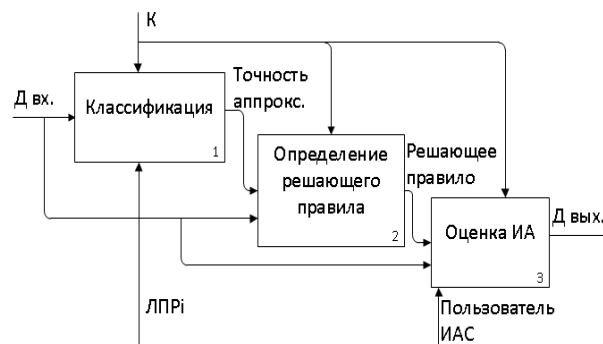 К
Д вх.
Классификация
1
Точность
аппрокс.
Определение
решающего
правила
2
Решающее
правило
Оценка ИА
3
Д вых.
ЛПРi
Пользователь
ИАС